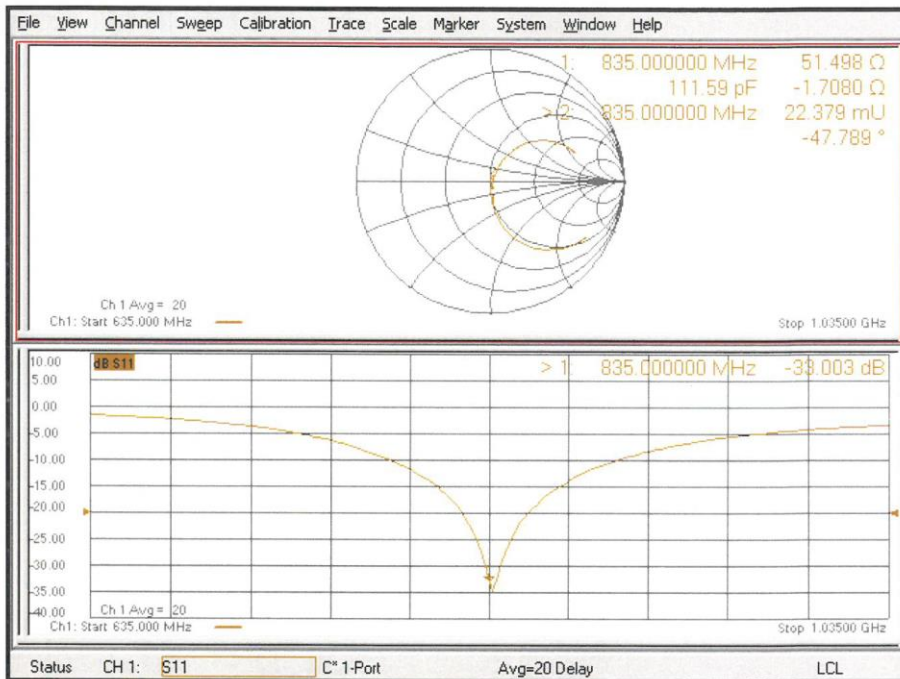 File View Channel Sweep Calibration Trace Scale Marker System Window Help
1: 835.000000 MHz 51.498 Ω
111.59 pF -1.7080 Ω
> 2: 835.000000 MHz 22.379 mU
-47.789 °
Ch 1 Avg = 20
Ch1: Start 635.000 MHz
Stop 1.03500 GHz
10.00
dB S11
> 1: 835.000000 MHz -33.003 dB
5.00
0.00
-5.00
-10.00
-15.00
-20.00
-25.00
-30.00
-35.00
-40.00
Ch 1 Avg = 20
Ch1: Start 635.000 MHz
Stop 1.03500 GHz
Status CH 1: S11 C* 1-Port Avg=20 Delay LCL